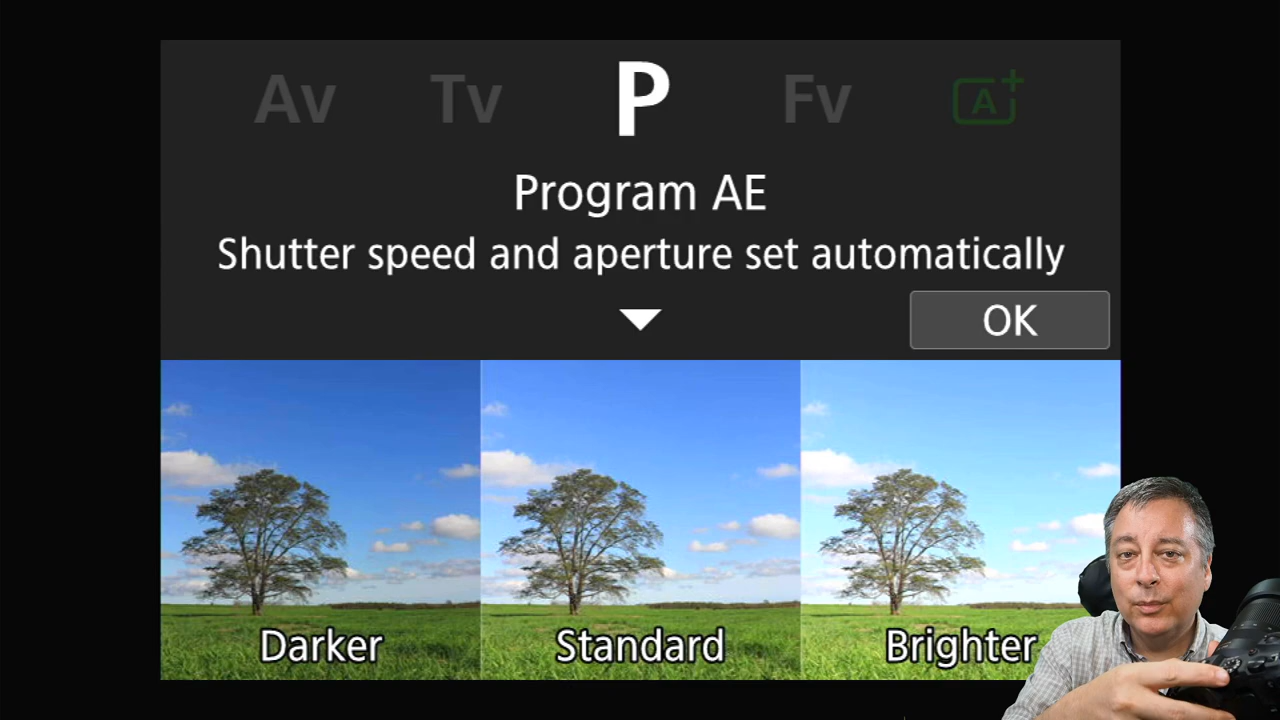 Av Tv P Fv A+
Program AE
Shutter speed and aperture set automatically
OK
Darker Standard Brighter